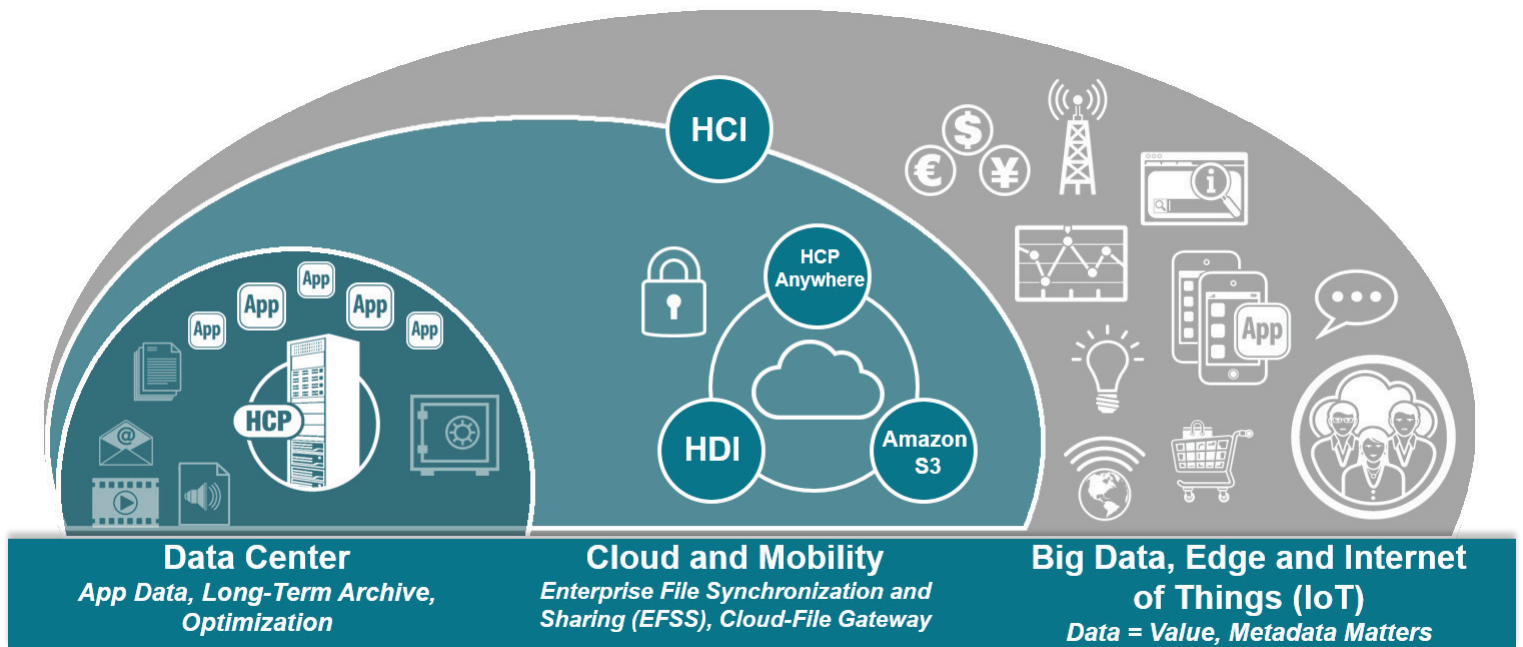 HCI
$
€
¥
i
HCP
Anywhere
HDI
Amazon
S3
App
App
App
App
App
HCP
@
App
Data Center
App Data, Long-Term Archive,
Optimization
Cloud and Mobility
Enterprise File Synchronization and
Sharing (EFSS), Cloud-File Gateway
Big Data, Edge and Internet
of Things (IoT)
Data = Value, Metadata Matters